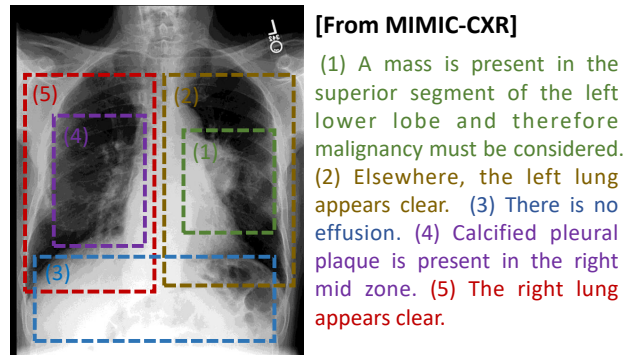 [From MIMIC-CXR]
(1) A mass is present in the
superior segment of the left
lower lobe and therefore
malignancy must be considered.
(2) Elsewhere, the left lung
appears clear. (3) There is no
effusion. (4) Calcified pleural
plaque is present in the right
mid zone. (5) The right lung
appears clear.
L
(5)
(2)
(4)
(1)
(3)